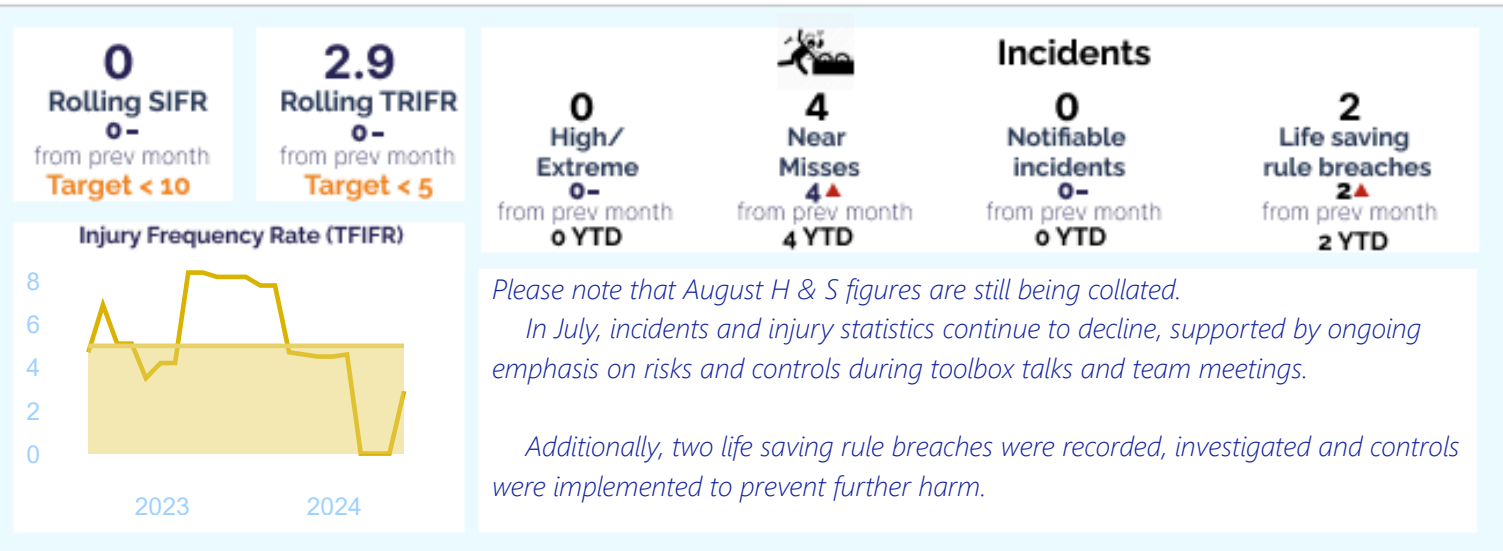 0
Rolling SIFR
0-
from prev month
Target < 10
2.9
Rolling TRIFR
0-
from prev month
Target < 5
Incidents
0
High/
Extreme
0-
from prev month
0 YTD
4
Near
Misses
4▲
from prev month
4 YTD
0
Notifiable
incidents
0-
from prev month
0 YTD
2
Life saving
rule breaches
2▲
from prev month
2 YTD
Injury Frequency Rate (TFIFR)
8
6
4
2
0
2023 2024
Please note that August H & S figures are still being collated.
In July, incidents and injury statistics continue to decline, supported by ongoing
emphasis on risks and controls during toolbox talks and team meetings.
Additionally, two life saving rule breaches were recorded, investigated and controls
were implemented to prevent further harm.